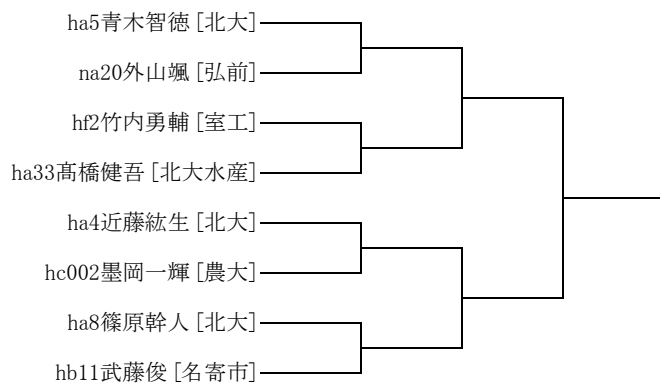 ha5青木智徳［北大］
na20外山颯［弘前］
hf2竹内勇輔［室工］
ha33髙橋健吾［北大水産］
ha4近藤紘生［北大］
hc002墨岡一輝［農大］
ha8篠原幹人［北大］
hb11武藤俊［名寄市］